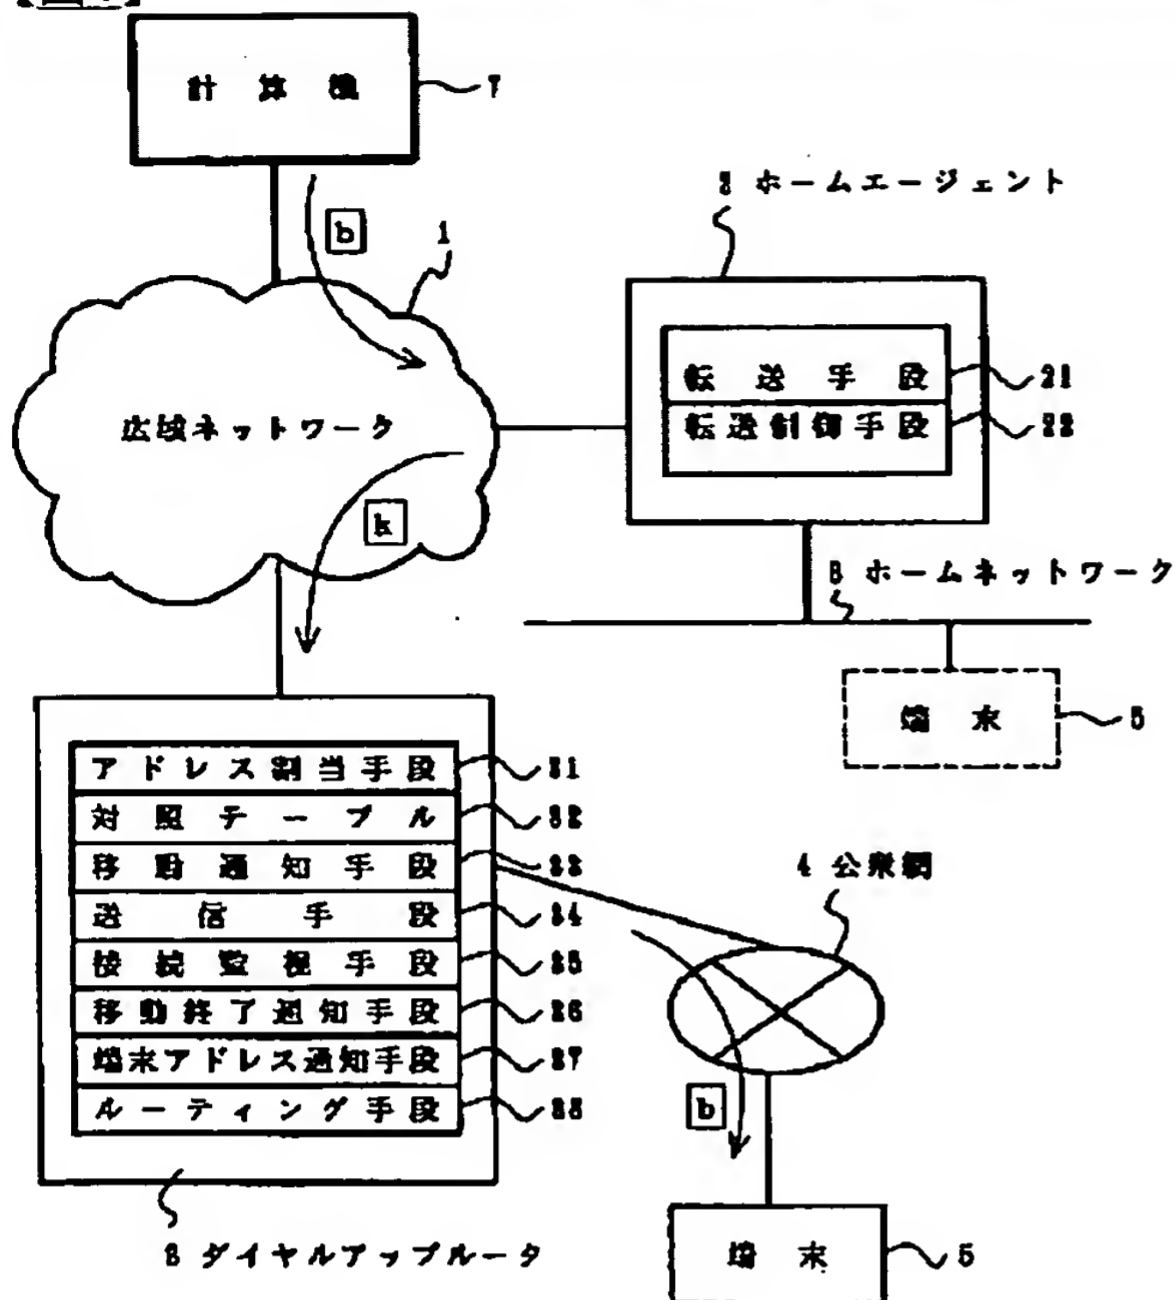 計算機 7
b
1
2 ホームエージェント
転送手段 21
転送制御手段 22
広域ネットワーク
k
ホームネットワーク
端末 5
アドレス割当手段 31
対照テーブル 32
移動通知手段 33
送信手段 34
接続監視手段 35
移動終了通知手段 36
端末アドレス通知手段 37
ルーティング手段 38
4 公衆網
b
3 ダイヤルアップルータ
端末 5